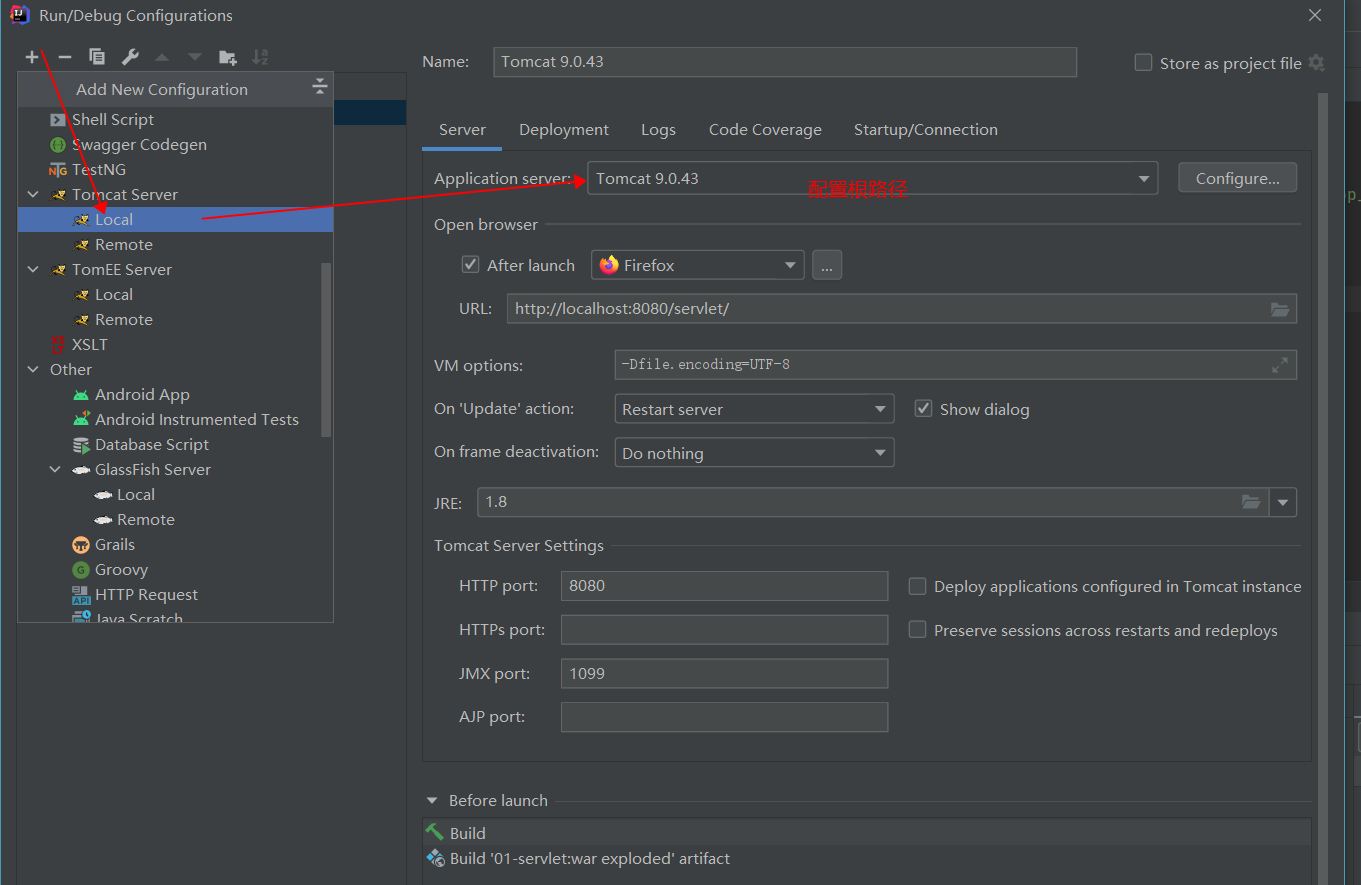 Run/Debug Configurations
Name:
Tomcat 9.0.43
Store as project file
Add New Configuration
Shell Script
Swagger Codegen
TestNG
Tomcat Server
Local
Remote
TomEE Server
Local
Remote
XSLT
Other
Android App
Android Instrumented Tests
Database Script
GlassFish Server
Local
Remote
Grails
Groovy
HTTP Request
Java Scratch
Server Deployment Logs Code Coverage Startup/Connection
Application server: Tomcat 9.0.43 配置根路径 Configure...
Open browser
After launch Firefox ...
URL: http://localhost:8080/servlet/
VM options: -Dfile.encoding=UTF-8
On 'Update' action: Restart server Show dialog
On frame deactivation: Do nothing
JRE: 1.8
Tomcat Server Settings
HTTP port: 8080 Deploy applications configured in Tomcat instance
HTTPs port: Preserve sessions across restarts and redeploys
JMX port: 1099
AJP port:
Before launch
Build
Build '01-servlet:war exploded' artifact